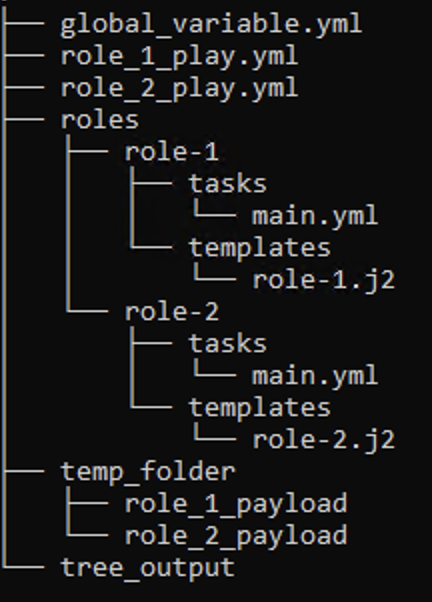 ├── global_variable.yml
├── role_1_play.yml
├── role_2_play.yml
├── roles
│   ├── role-1
│   │   ├── tasks
│   │   │   └── main.yml
│   │   └── templates
│   │       └── role-1.j2
│   └── role-2
│       ├── tasks
│       │   └── main.yml
│       └── templates
│           └── role-2.j2
├── temp_folder
│   ├── role_1_payload
│   └── role_2_payload
└── tree_output